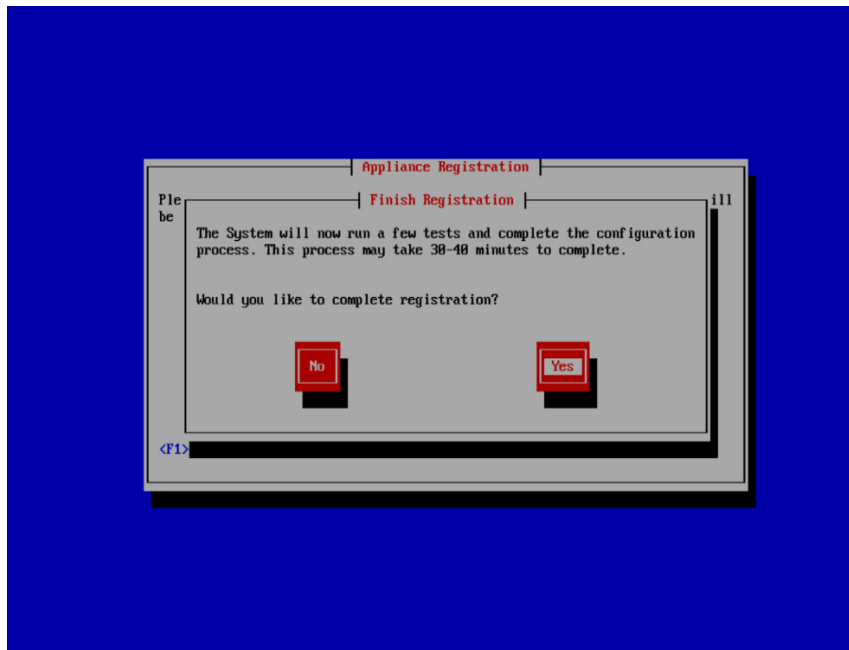 Appliance Registration
Ple
Finish Registration
ill
be
The System will now run a few tests and complete the configuration
process. This process may take 30-40 minutes to complete.
Would you like to complete registration?
No
Yes
<F1>